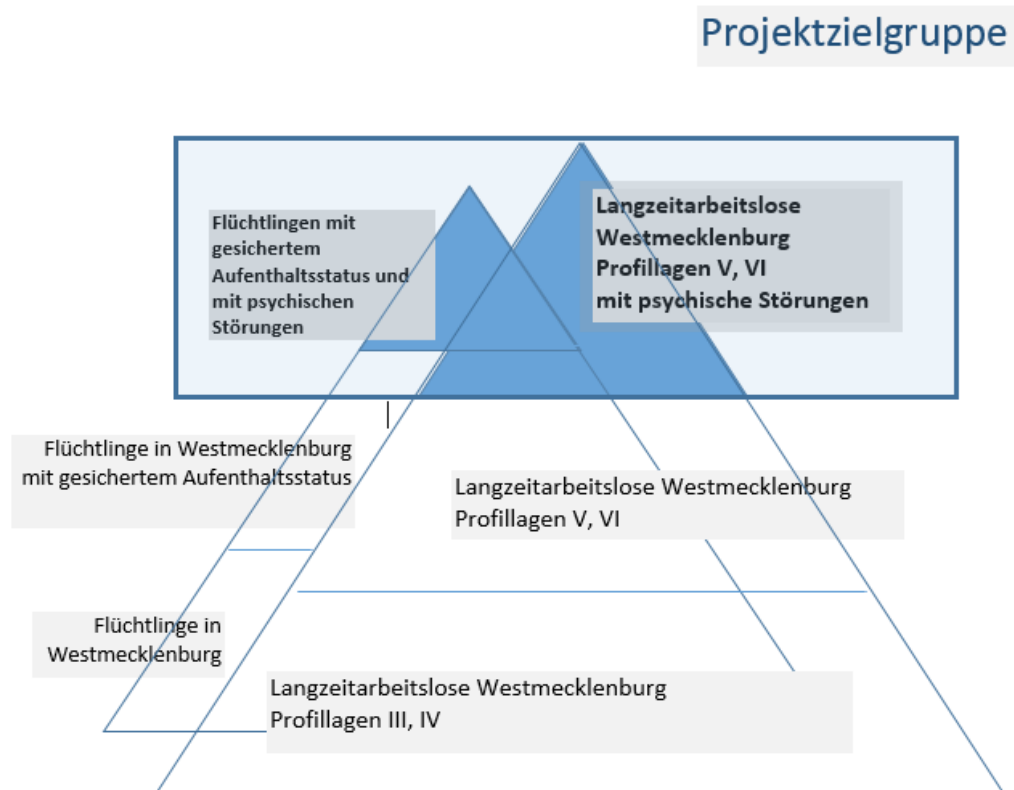 Projektzielgruppe
Flüchtlingen mit
gesichertem
Aufenthaltsstatus und
mit psychischen
Störungen
Langzeitarbeitslose
Westmecklenburg
Profillagen V, VI
mit psychische Störungen
Flüchtlinge in Westmecklenburg
mit gesichertem Aufenthaltsstatus
Langzeitarbeitslose Westmecklenburg
Profillagen V, VI
Flüchtlinge in
Westmecklenburg
Langzeitarbeitslose Westmecklenburg
Profillagen III, IV